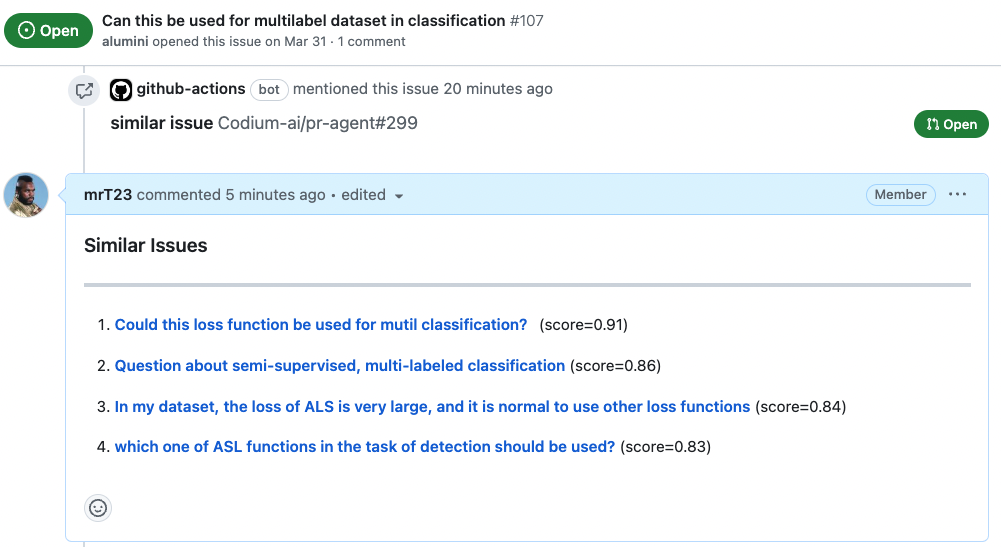 Open
Can this be used for multilabel dataset in classification #107
alumini opened this issue on Mar 31 · 1 comment
github-actions bot mentioned this issue 20 minutes ago
similar issue Codium-ai/pr-agent#299
Open
mrT23 commented 5 minutes ago • edited
Member
Similar Issues
1. Could this loss function be used for mutil classification? (score=0.91)
2. Question about semi-supervised, multi-labeled classification (score=0.86)
3. In my dataset, the loss of ALS is very large, and it is normal to use other loss functions (score=0.84)
4. which one of ASL functions in the task of detection should be used? (score=0.83)